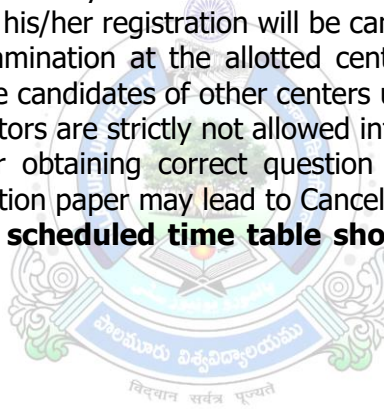 his/her registration will be can
amination at the allotted cent
e candidates of other centers u
tors are strictly not allowed in
r obtaining correct question
tion paper may lead to Cancel
scheduled time table sho
పాలమూరు విశ్వవిద్యాలయము
विद्वान सर्वत्र पूज्यते